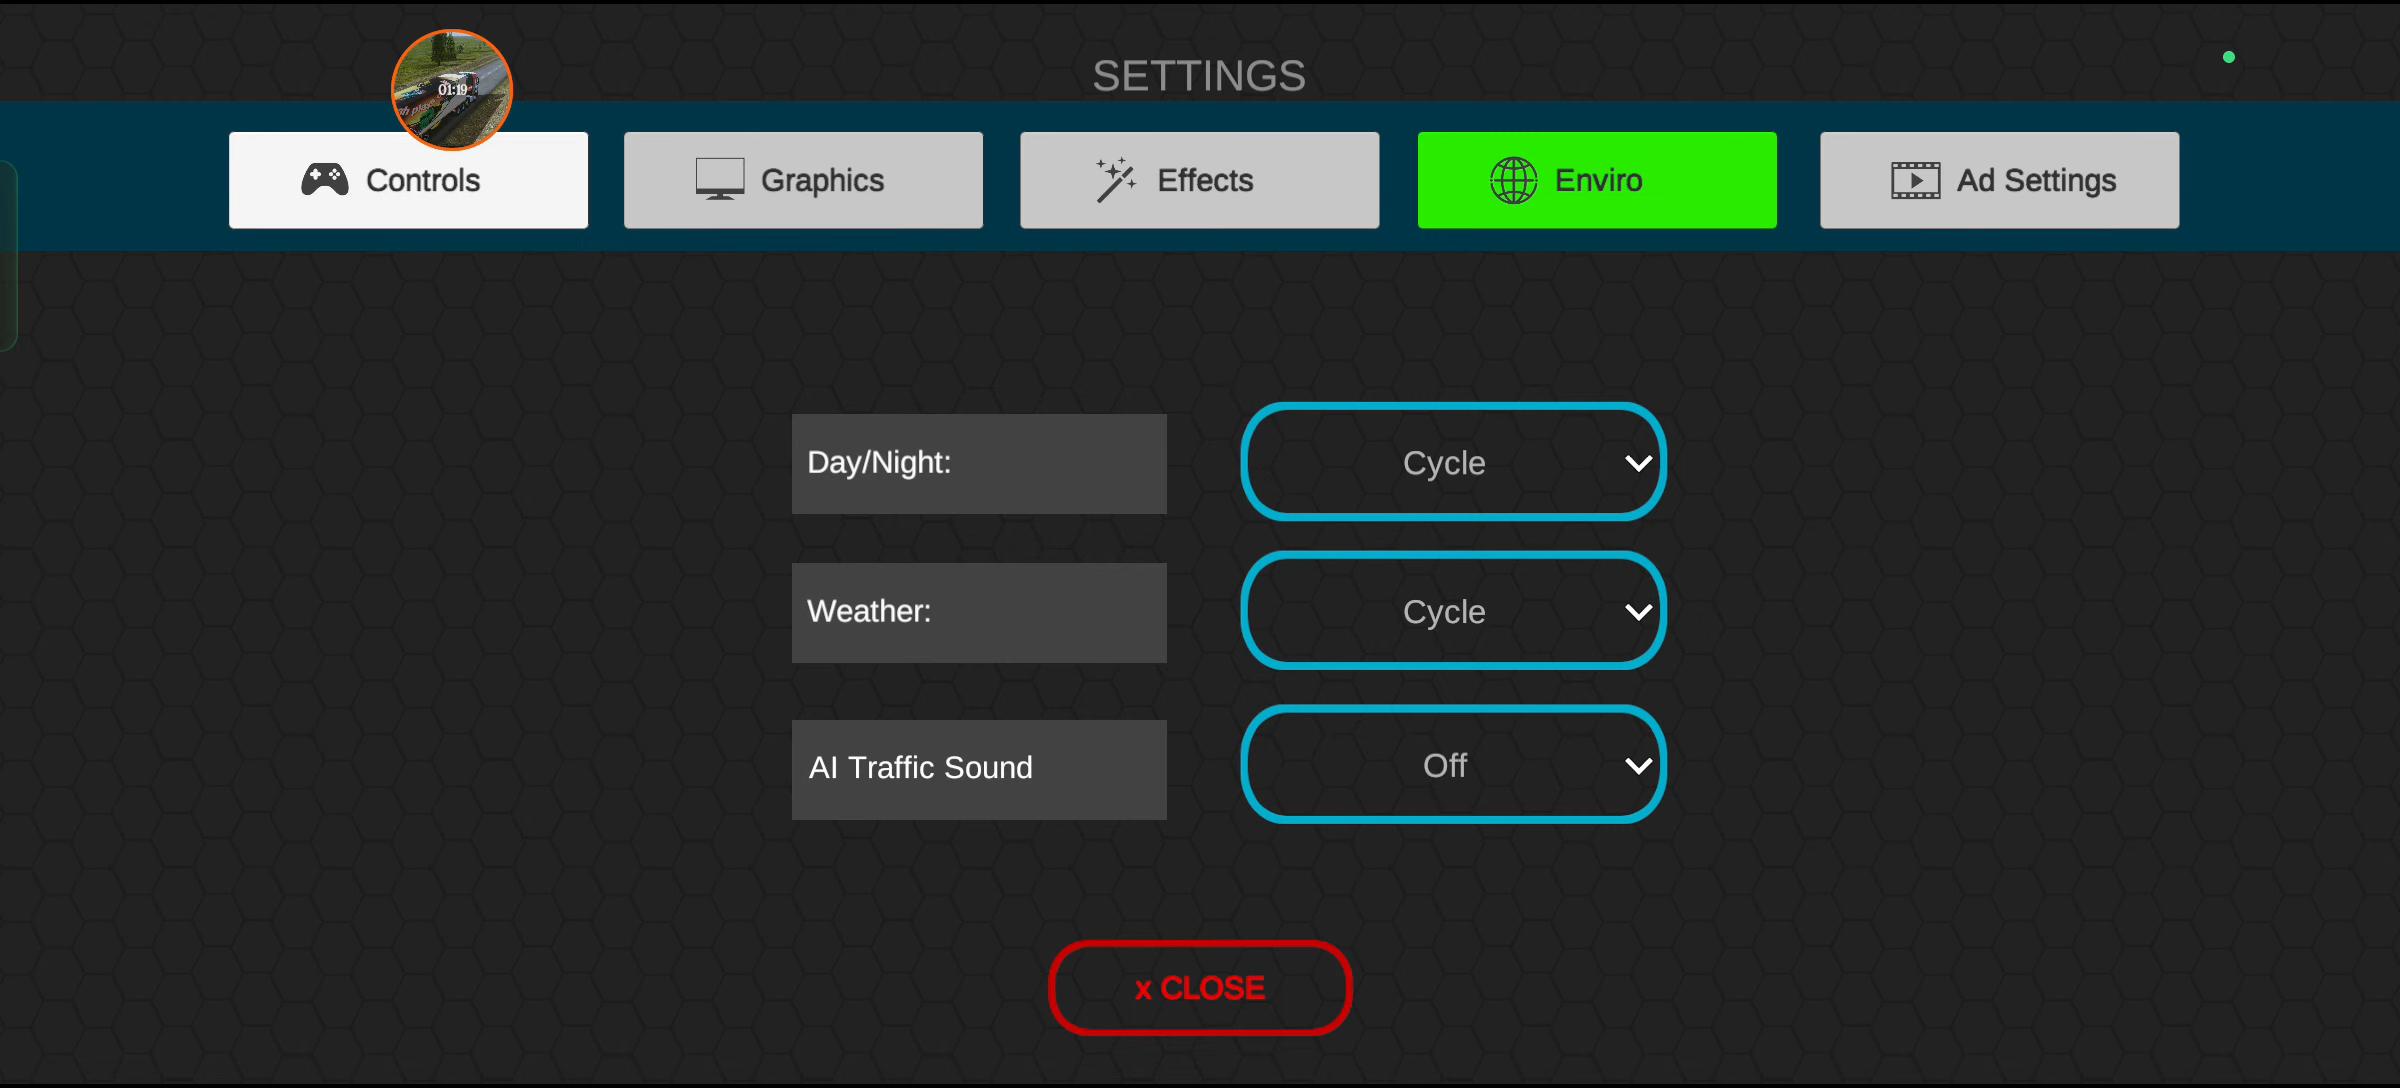 SETTINGS
01:19
Controls
Graphics
Effects
Enviro
Ad Settings
Day/Night:
Cycle
Weather:
Cycle
AI Traffic Sound
Off
x CLOSE